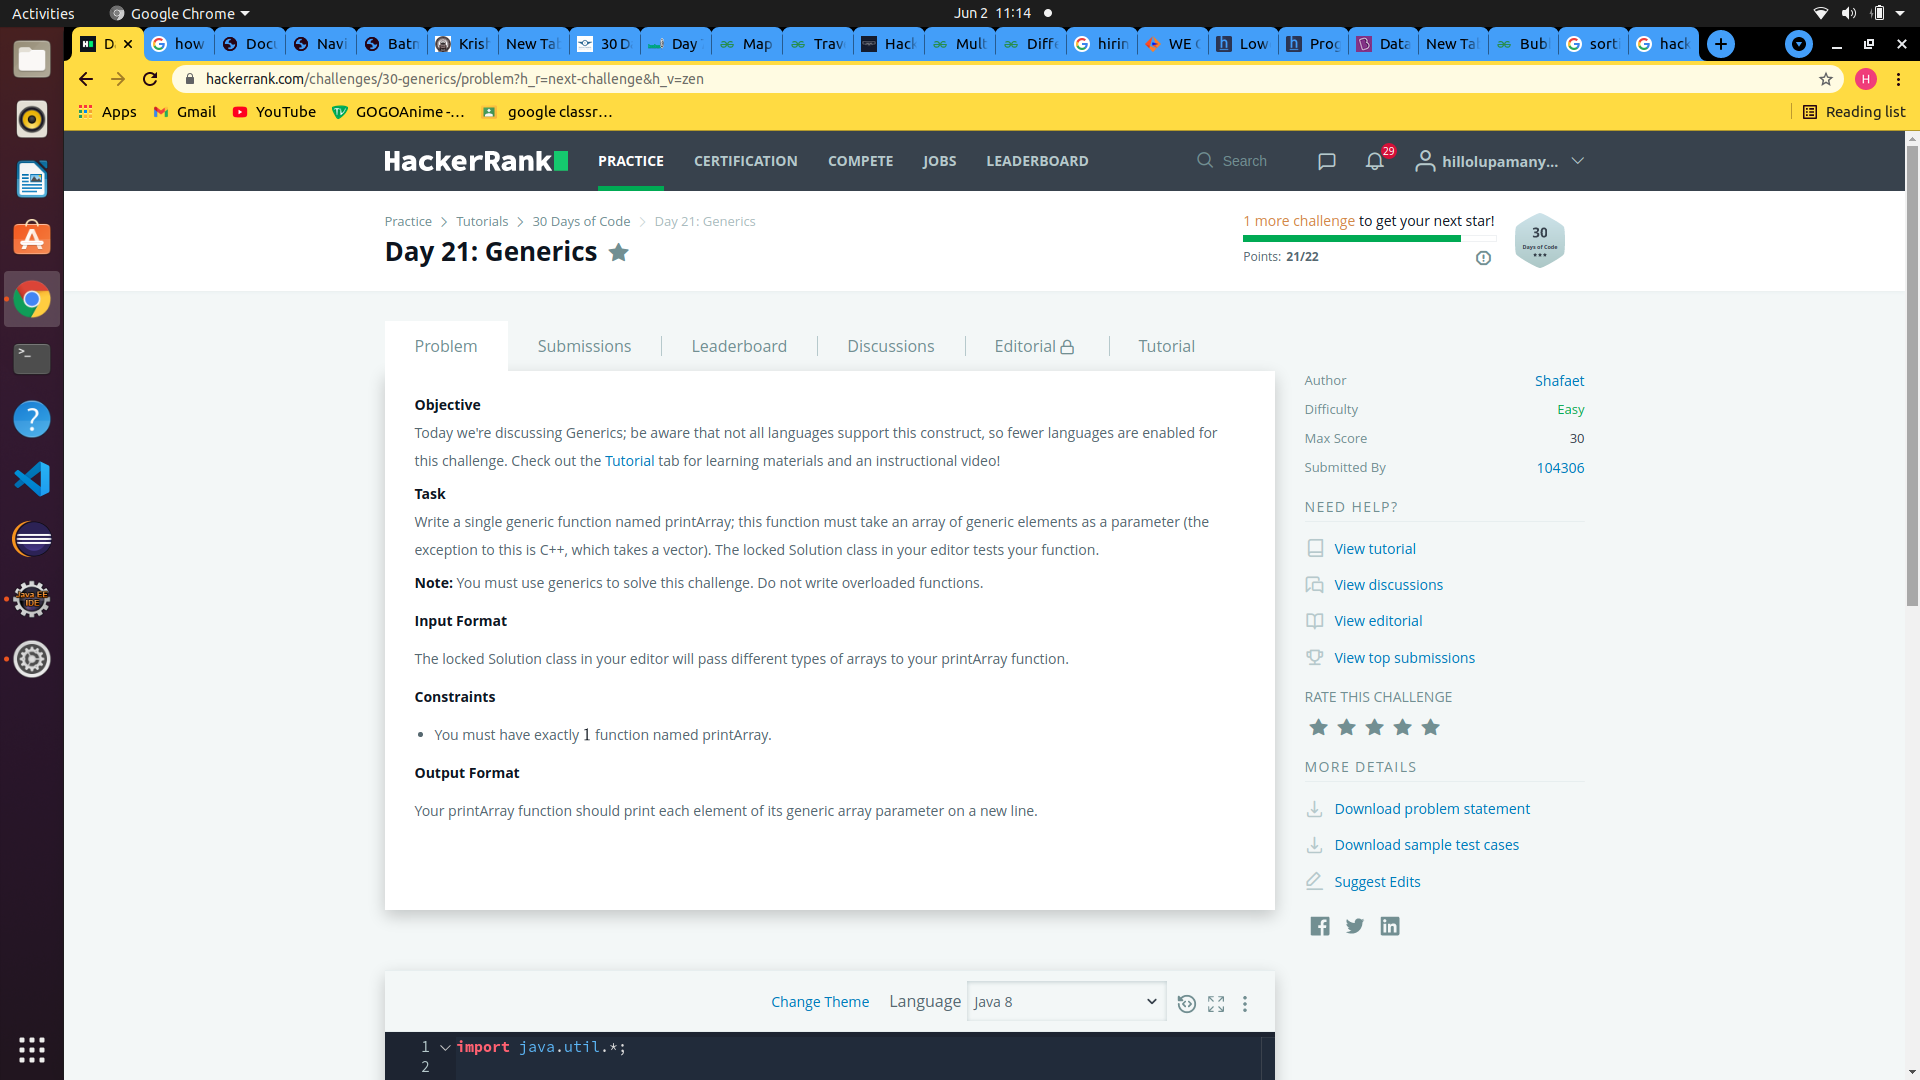 Activities
Google Chrome
Jun 2 11:14
how
Docu
Navi
Batm
Krish
New Tab
30 D
Day
Map
Trav
Hack
Mult
Diffe
hirin
WE
Low
Prog
Data
New Tab
Bub
sorti
hack
hackerrank.com/challenges/30-generics/problem?h_r=next-challenge&h_v=zen
H
Apps
Gmail
YouTube
GOGOAnime -...
google classr...
Reading list
HackerRank
PRACTICE
CERTIFICATION
COMPETE
JOBS
LEADERBOARD
Search
29
hillolupamany...
Practice > Tutorials > 30 Days of Code > Day 21: Generics
Day 21: Generics
1 more challenge to get your next star!
Points: 21/22
30
Days of Code
Problem
Submissions
Leaderboard
Discussions
Editorial
Tutorial
Objective
Today we're discussing Generics; be aware that not all languages support this construct, so fewer languages are enabled for
this challenge. Check out the Tutorial tab for learning materials and an instructional video!
Task
Write a single generic function named printArray; this function must take an array of generic elements as a parameter (the
exception to this is C++, which takes a vector). The locked Solution class in your editor tests your function.
Note: You must use generics to solve this challenge. Do not write overloaded functions.
Input Format
The locked Solution class in your editor will pass different types of arrays to your printArray function.
Constraints
• You must have exactly 1 function named printArray.
Output Format
Your printArray function should print each element of its generic array parameter on a new line.
Author Shafaet
Difficulty Easy
Max Score 30
Submitted By 104306
NEED HELP?
View tutorial
View discussions
View editorial
View top submissions
RATE THIS CHALLENGE
MORE DETAILS
Download problem statement
Download sample test cases
Suggest Edits
Change Theme
Language
Java 8
1 import java.util.*;
2